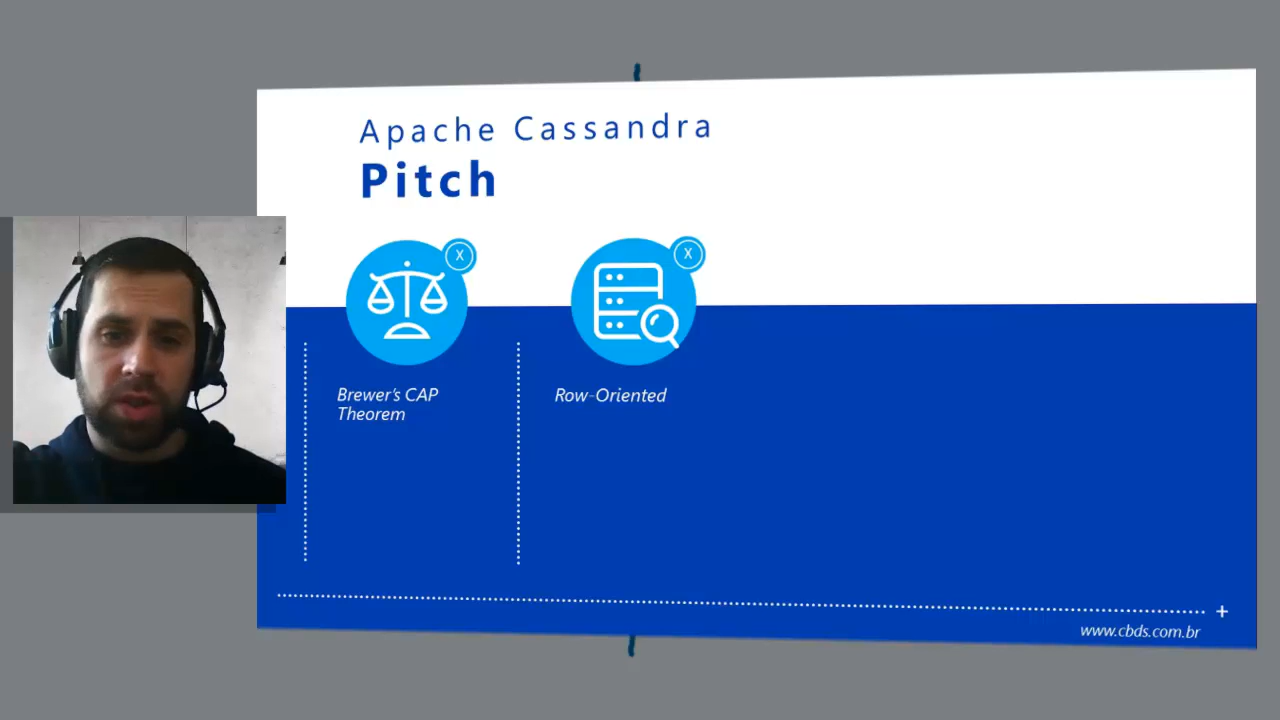 Apache Cassandra
Pitch
X
X
Brewer's CAP
Theorem
Row-Oriented
+
www.cbds.com.br